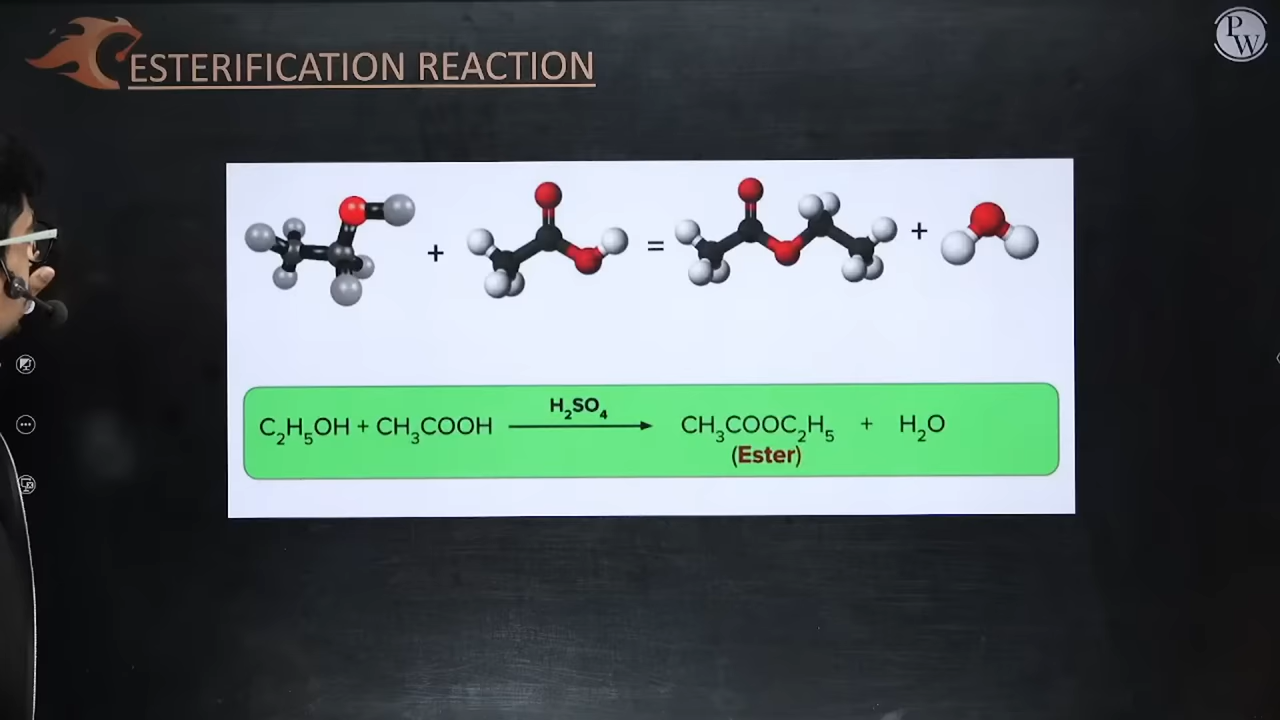 ESTERIFICATION REACTION
PW
+ = +
H₂SO₄
C₂H₅OH + CH₃COOH ⟶ CH₃COOC₂H₅ + H₂O
(Ester)